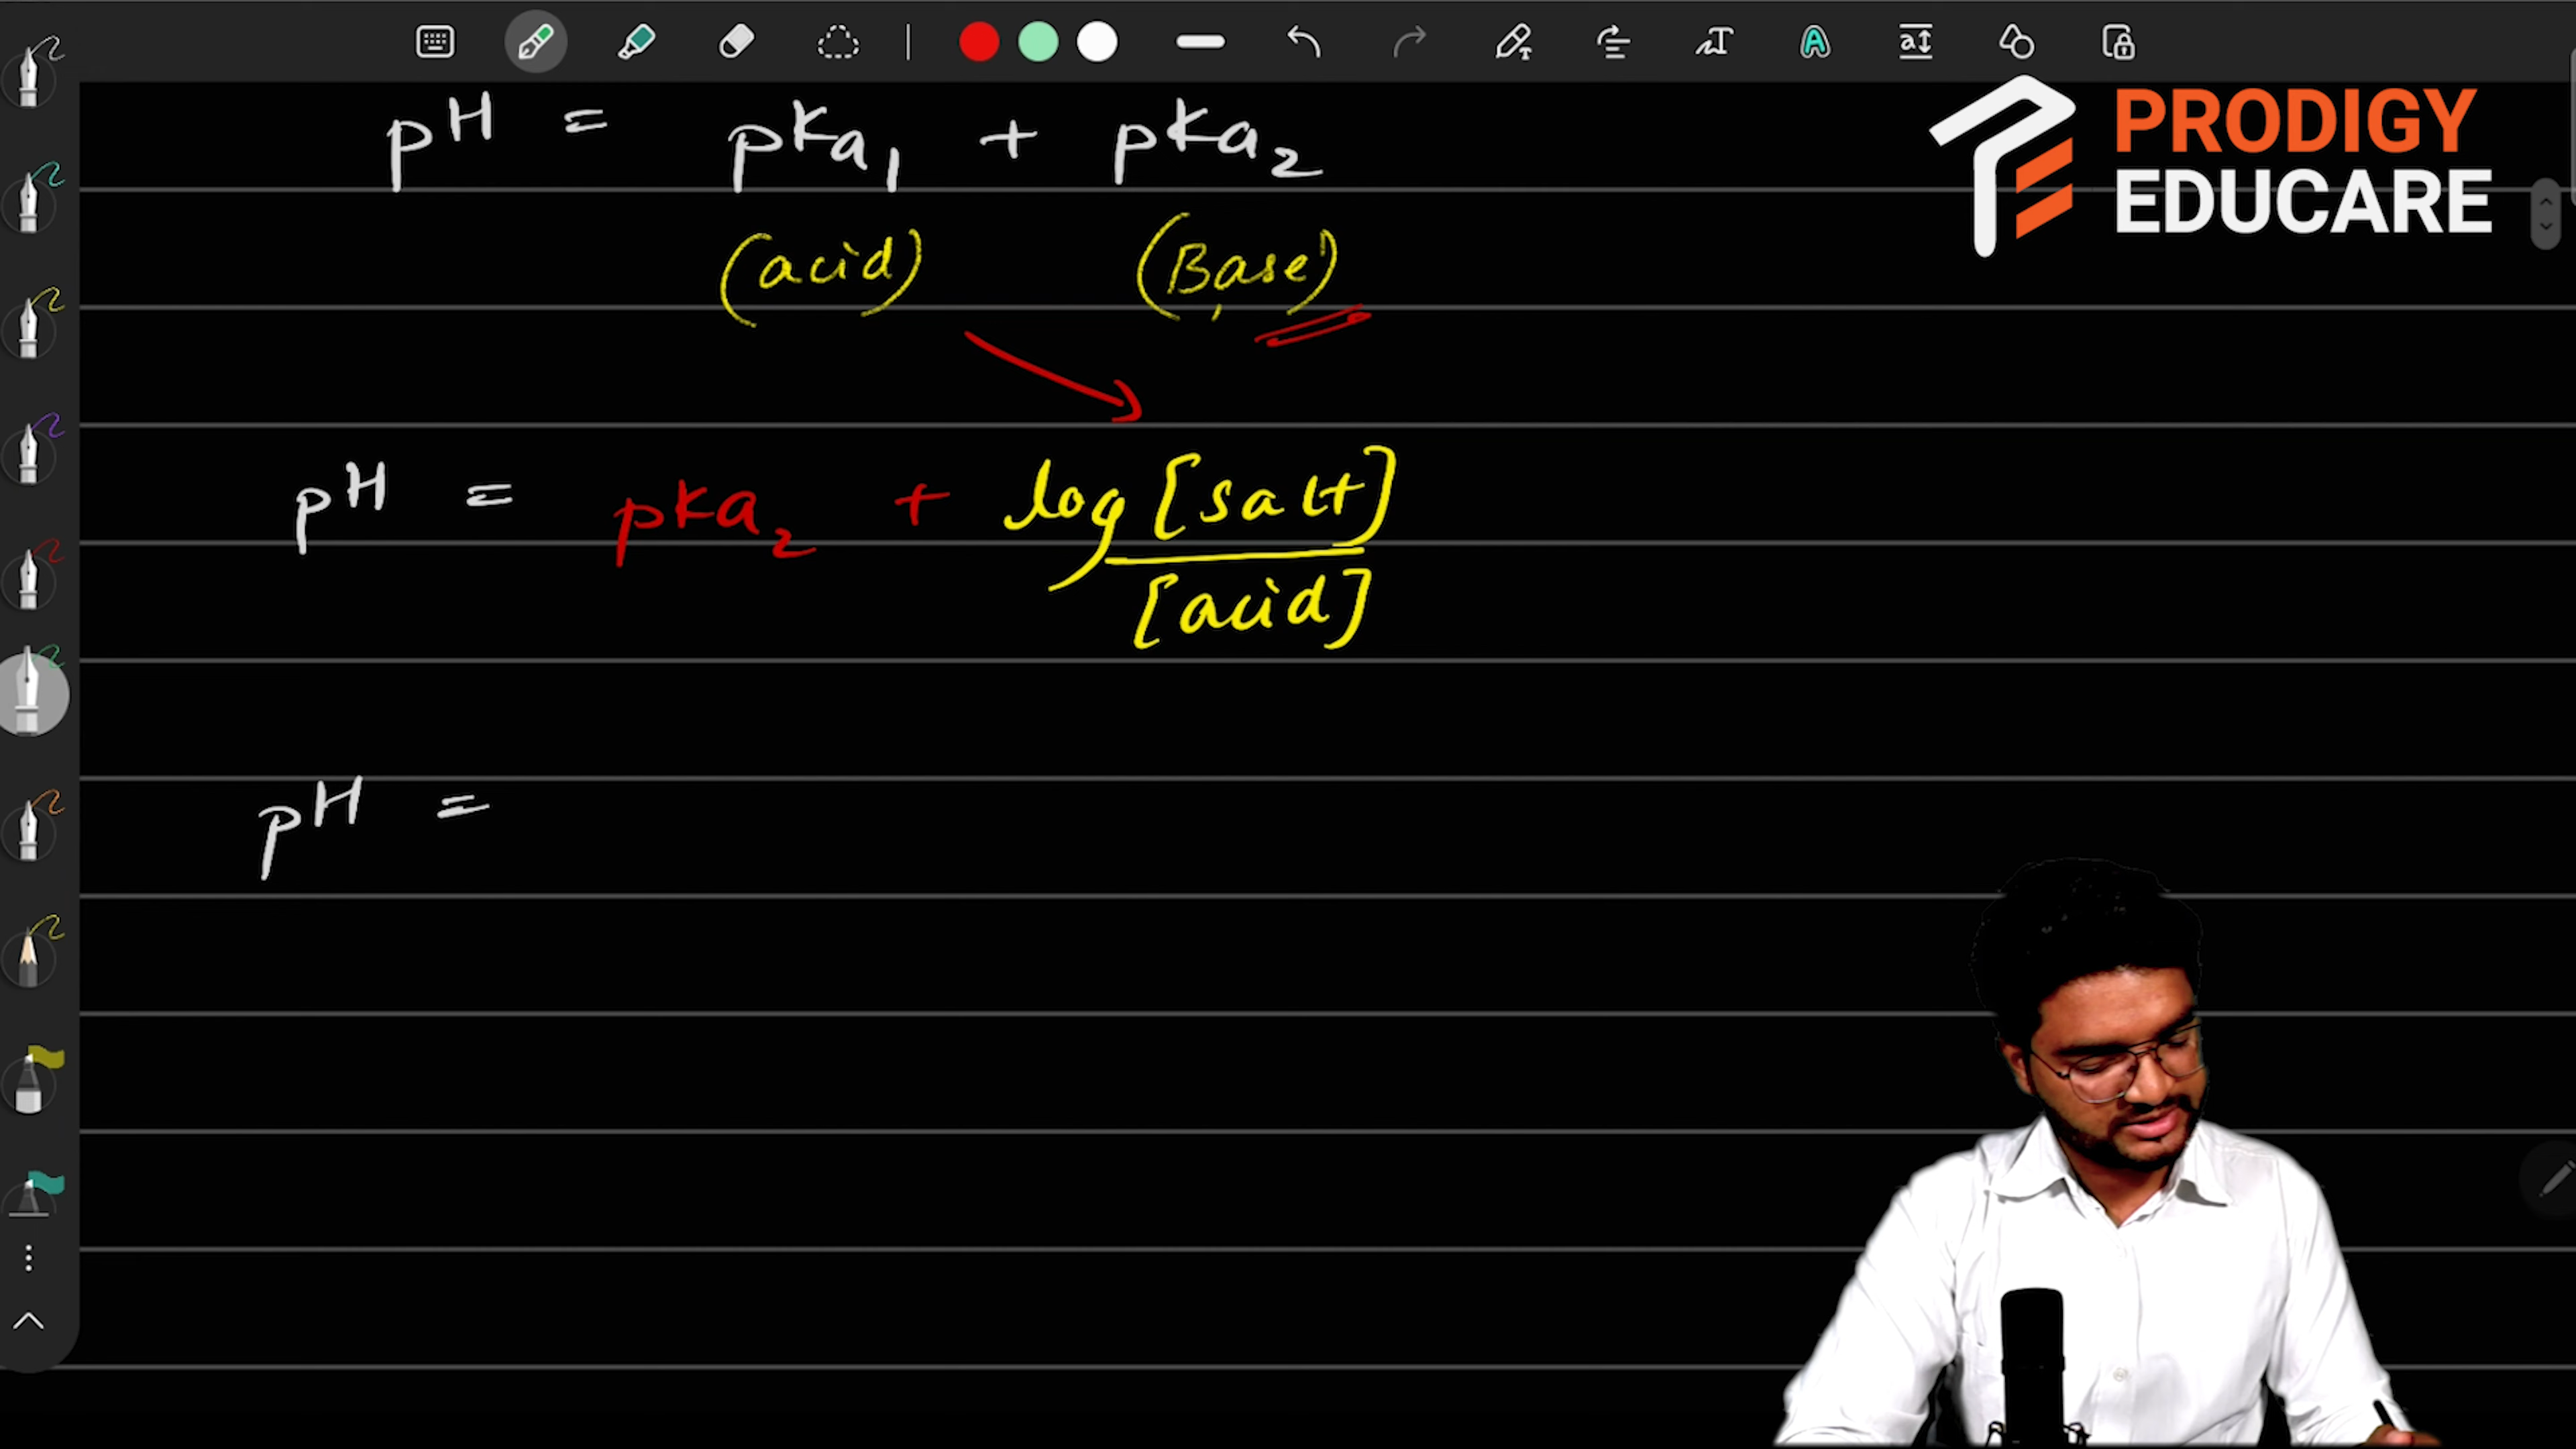 PRODIGY
EDUCARE
pH = pka₁ + pka₂
(acid) (Base)
pH = pka₂ + log [salt]
[acid]
pH =